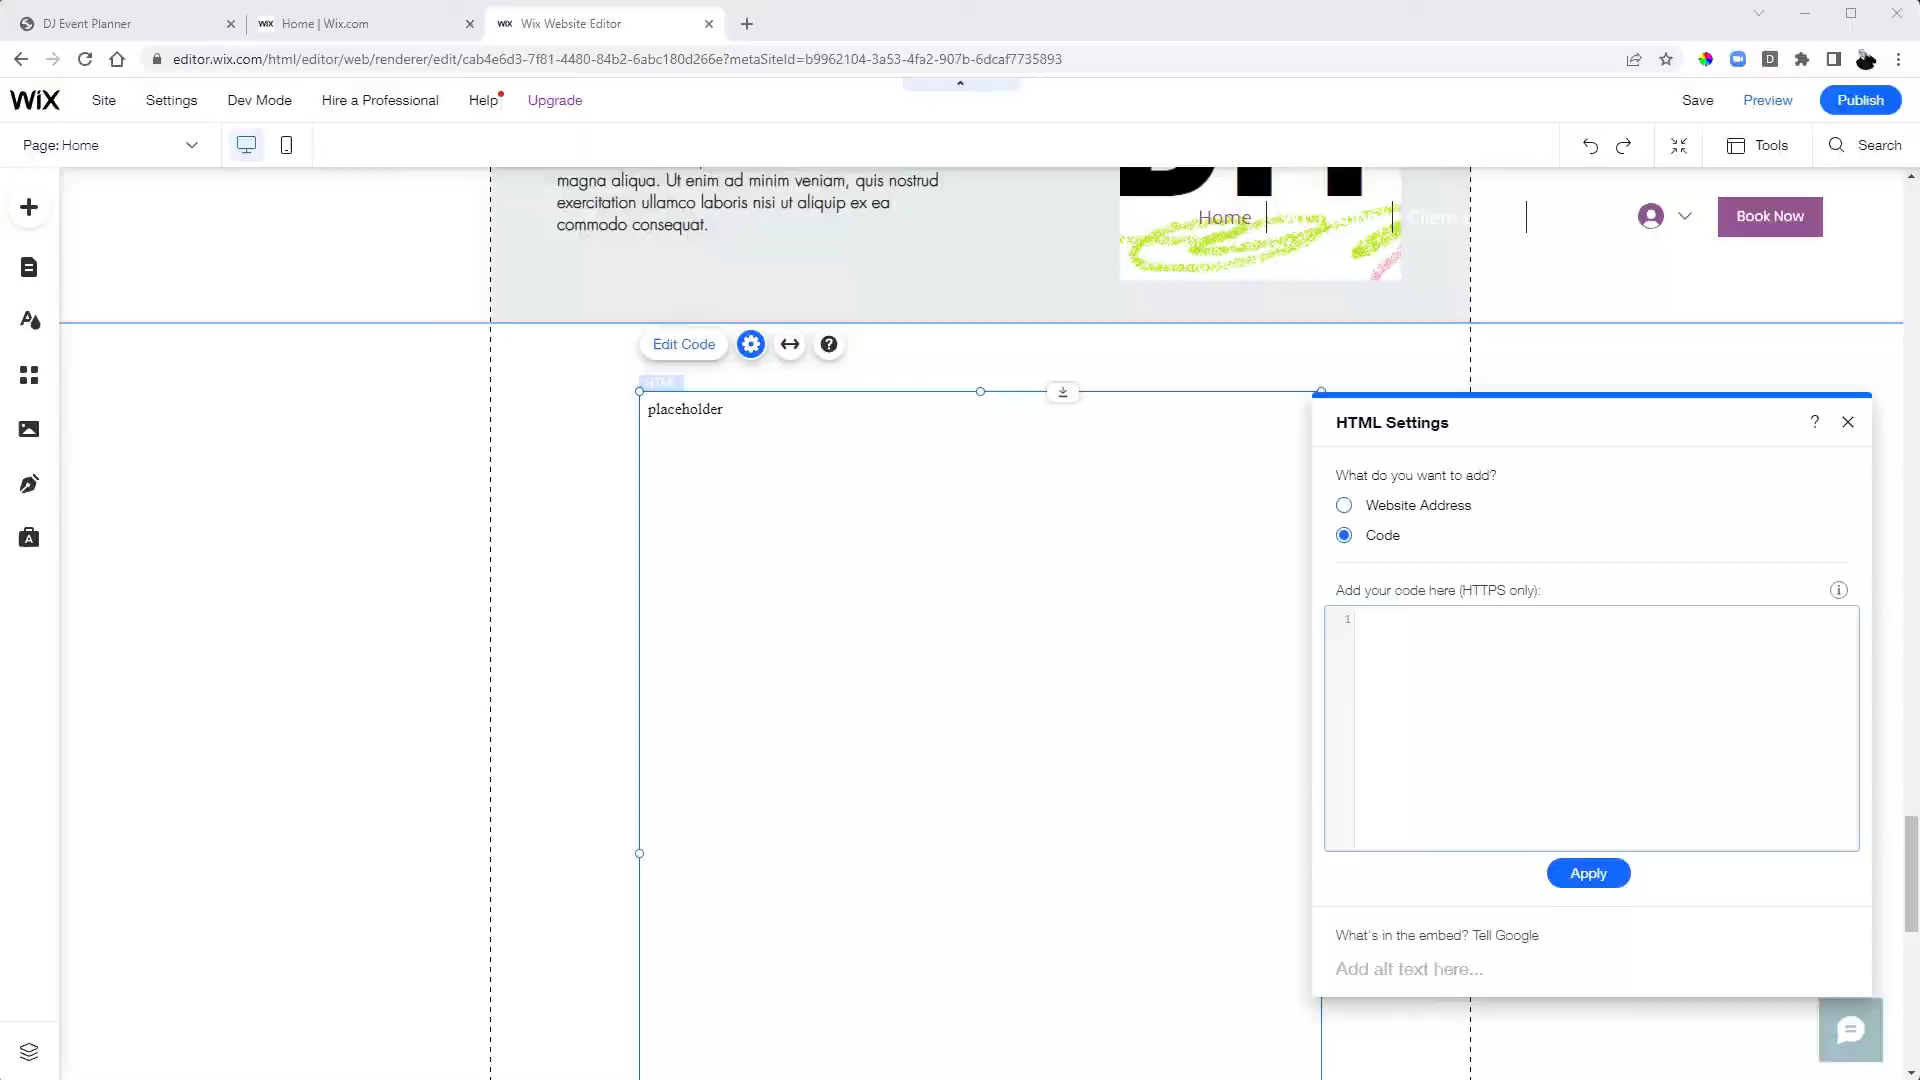 DJ Event Planner
WIX Home | Wix.com
WIX Wix Website Editor
editor.wix.com/html/editor/web/renderer/edit/cab4e6d3-7f81-4480-84b2-6abc180d266e?metaSiteId=b9962104-3a53-4fa2-907b-6dcaf7735893
WiX Site Settings Dev Mode Hire a Professional Help Upgrade Save Preview Publish
Page: Home Tools Search
magna aliqua. Ut enim ad minim veniam, quis nostrud
exercitation ullamco laboris nisi ut aliquip ex ea
commodo consequat.
Home
Client
Book Now
Edit Code
HTML
placeholder
HTML Settings ?
What do you want to add?
Website Address
Code
Add your code here (HTTPS only):
1
Apply
What's in the embed? Tell Google
Add alt text here...